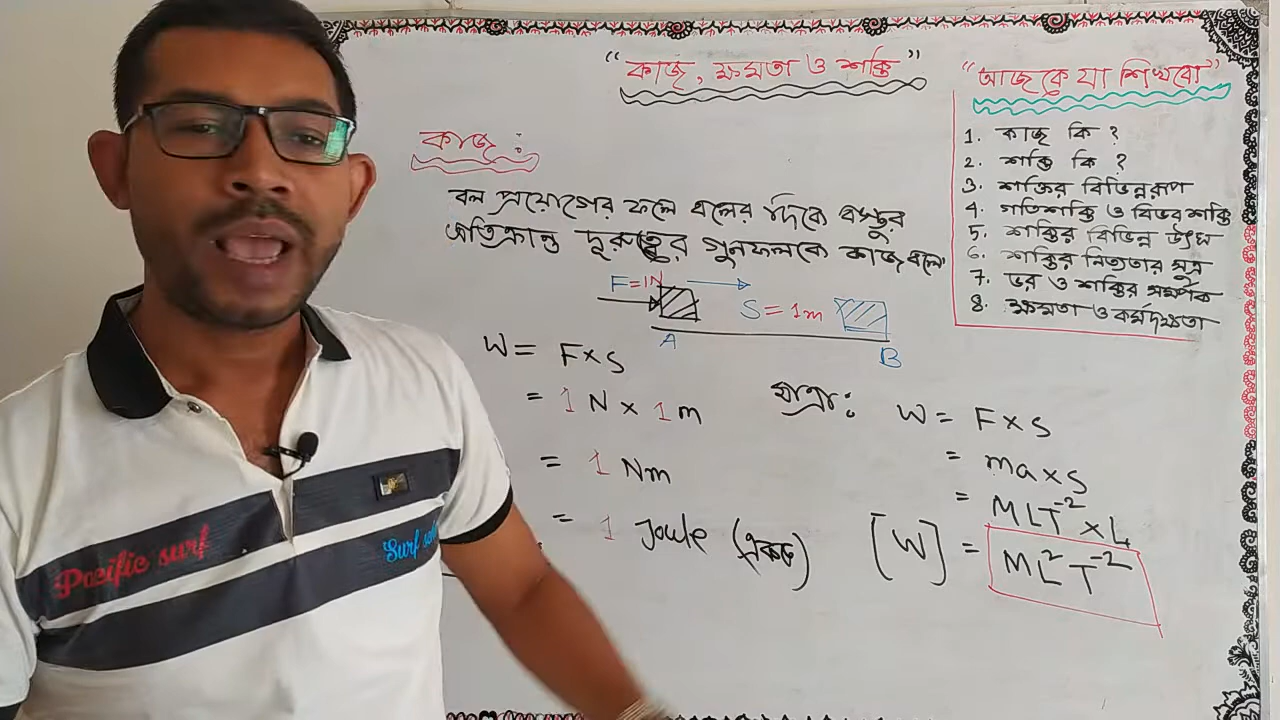 "কাজ, ক্ষমতা ও শক্তি"
কাজ :
বল প্রয়োগের ফলে বলের দিকে বস্তুর
অতিক্রান্ত দূরত্বের গুনফলকে কাজ বলে।
F=1N
S=1m
A
B
W= F×S
= 1 N × 1 m
= 1 Nm
= 1 Joule (একক)
মাত্রা:
W= F×S
= ma×S
= MLT⁻²×L
[W] = ML²T⁻²
"আজকে যা শিখবো"
1. কাজ কি ?
2. শক্তি কি ?
3. শক্তির বিভিন্নরূপ
4. গতিশক্তি ও বিভব শক্তি
5. শক্তির বিভিন্ন উৎস
6. শক্তির নিত্যতার সূত্র
7. ভর ও শক্তির সম্পর্ক
8. ক্ষমতা ও কর্মদক্ষতা
Pacific surf
Surf